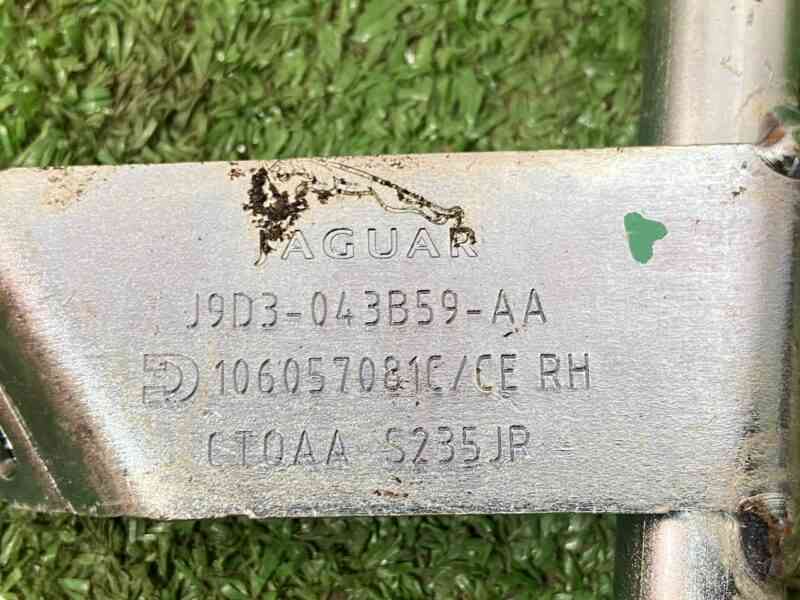 JAGUAR
J9D3-043B59-AA
106057081C/CE RH
CTOAA S235JR